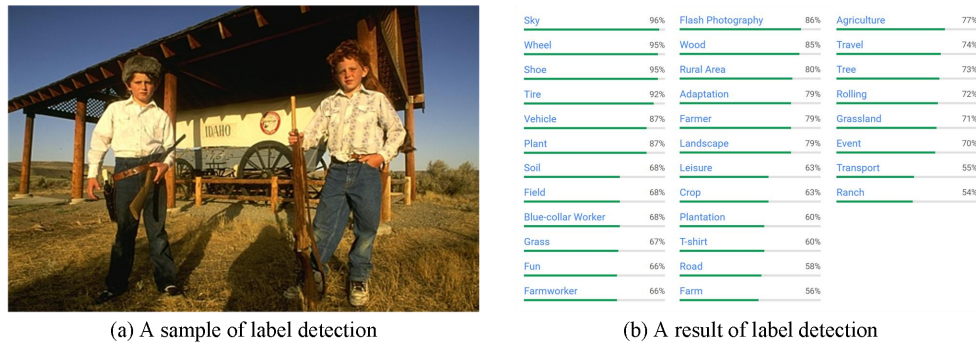 IDAHO
Sky 96%
Wheel 95%
Shoe 95%
Tire 92%
Vehicle 87%
Plant 87%
Soil 68%
Field 68%
Blue-collar Worker 68%
Grass 67%
Fun 66%
Farmworker 66%
Flash Photography 86%
Wood 85%
Rural Area 80%
Adaptation 79%
Farmer 79%
Landscape 79%
Leisure 63%
Crop 63%
Plantation 60%
T-shirt 60%
Road 58%
Farm 56%
Agriculture 77%
Travel 74%
Tree 73%
Rolling 72%
Grassland 71%
Event 70%
Transport 55%
Ranch 54%
(a) A sample of label detection
(b) A result of label detection